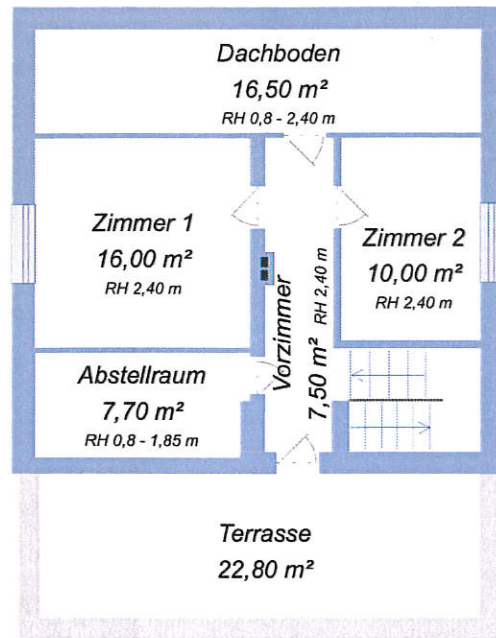 Dachboden
16,50 m²
RH 0,8 - 2,40 m
Zimmer 1
16,00 m²
RH 2,40 m
Zimmer 2
10,00 m²
RH 2,40 m
Vorzimmer
7,50 m²
RH 2,40 m
Abstellraum
7,70 m²
RH 0,8 - 1,85 m
Terrasse
22,80 m²